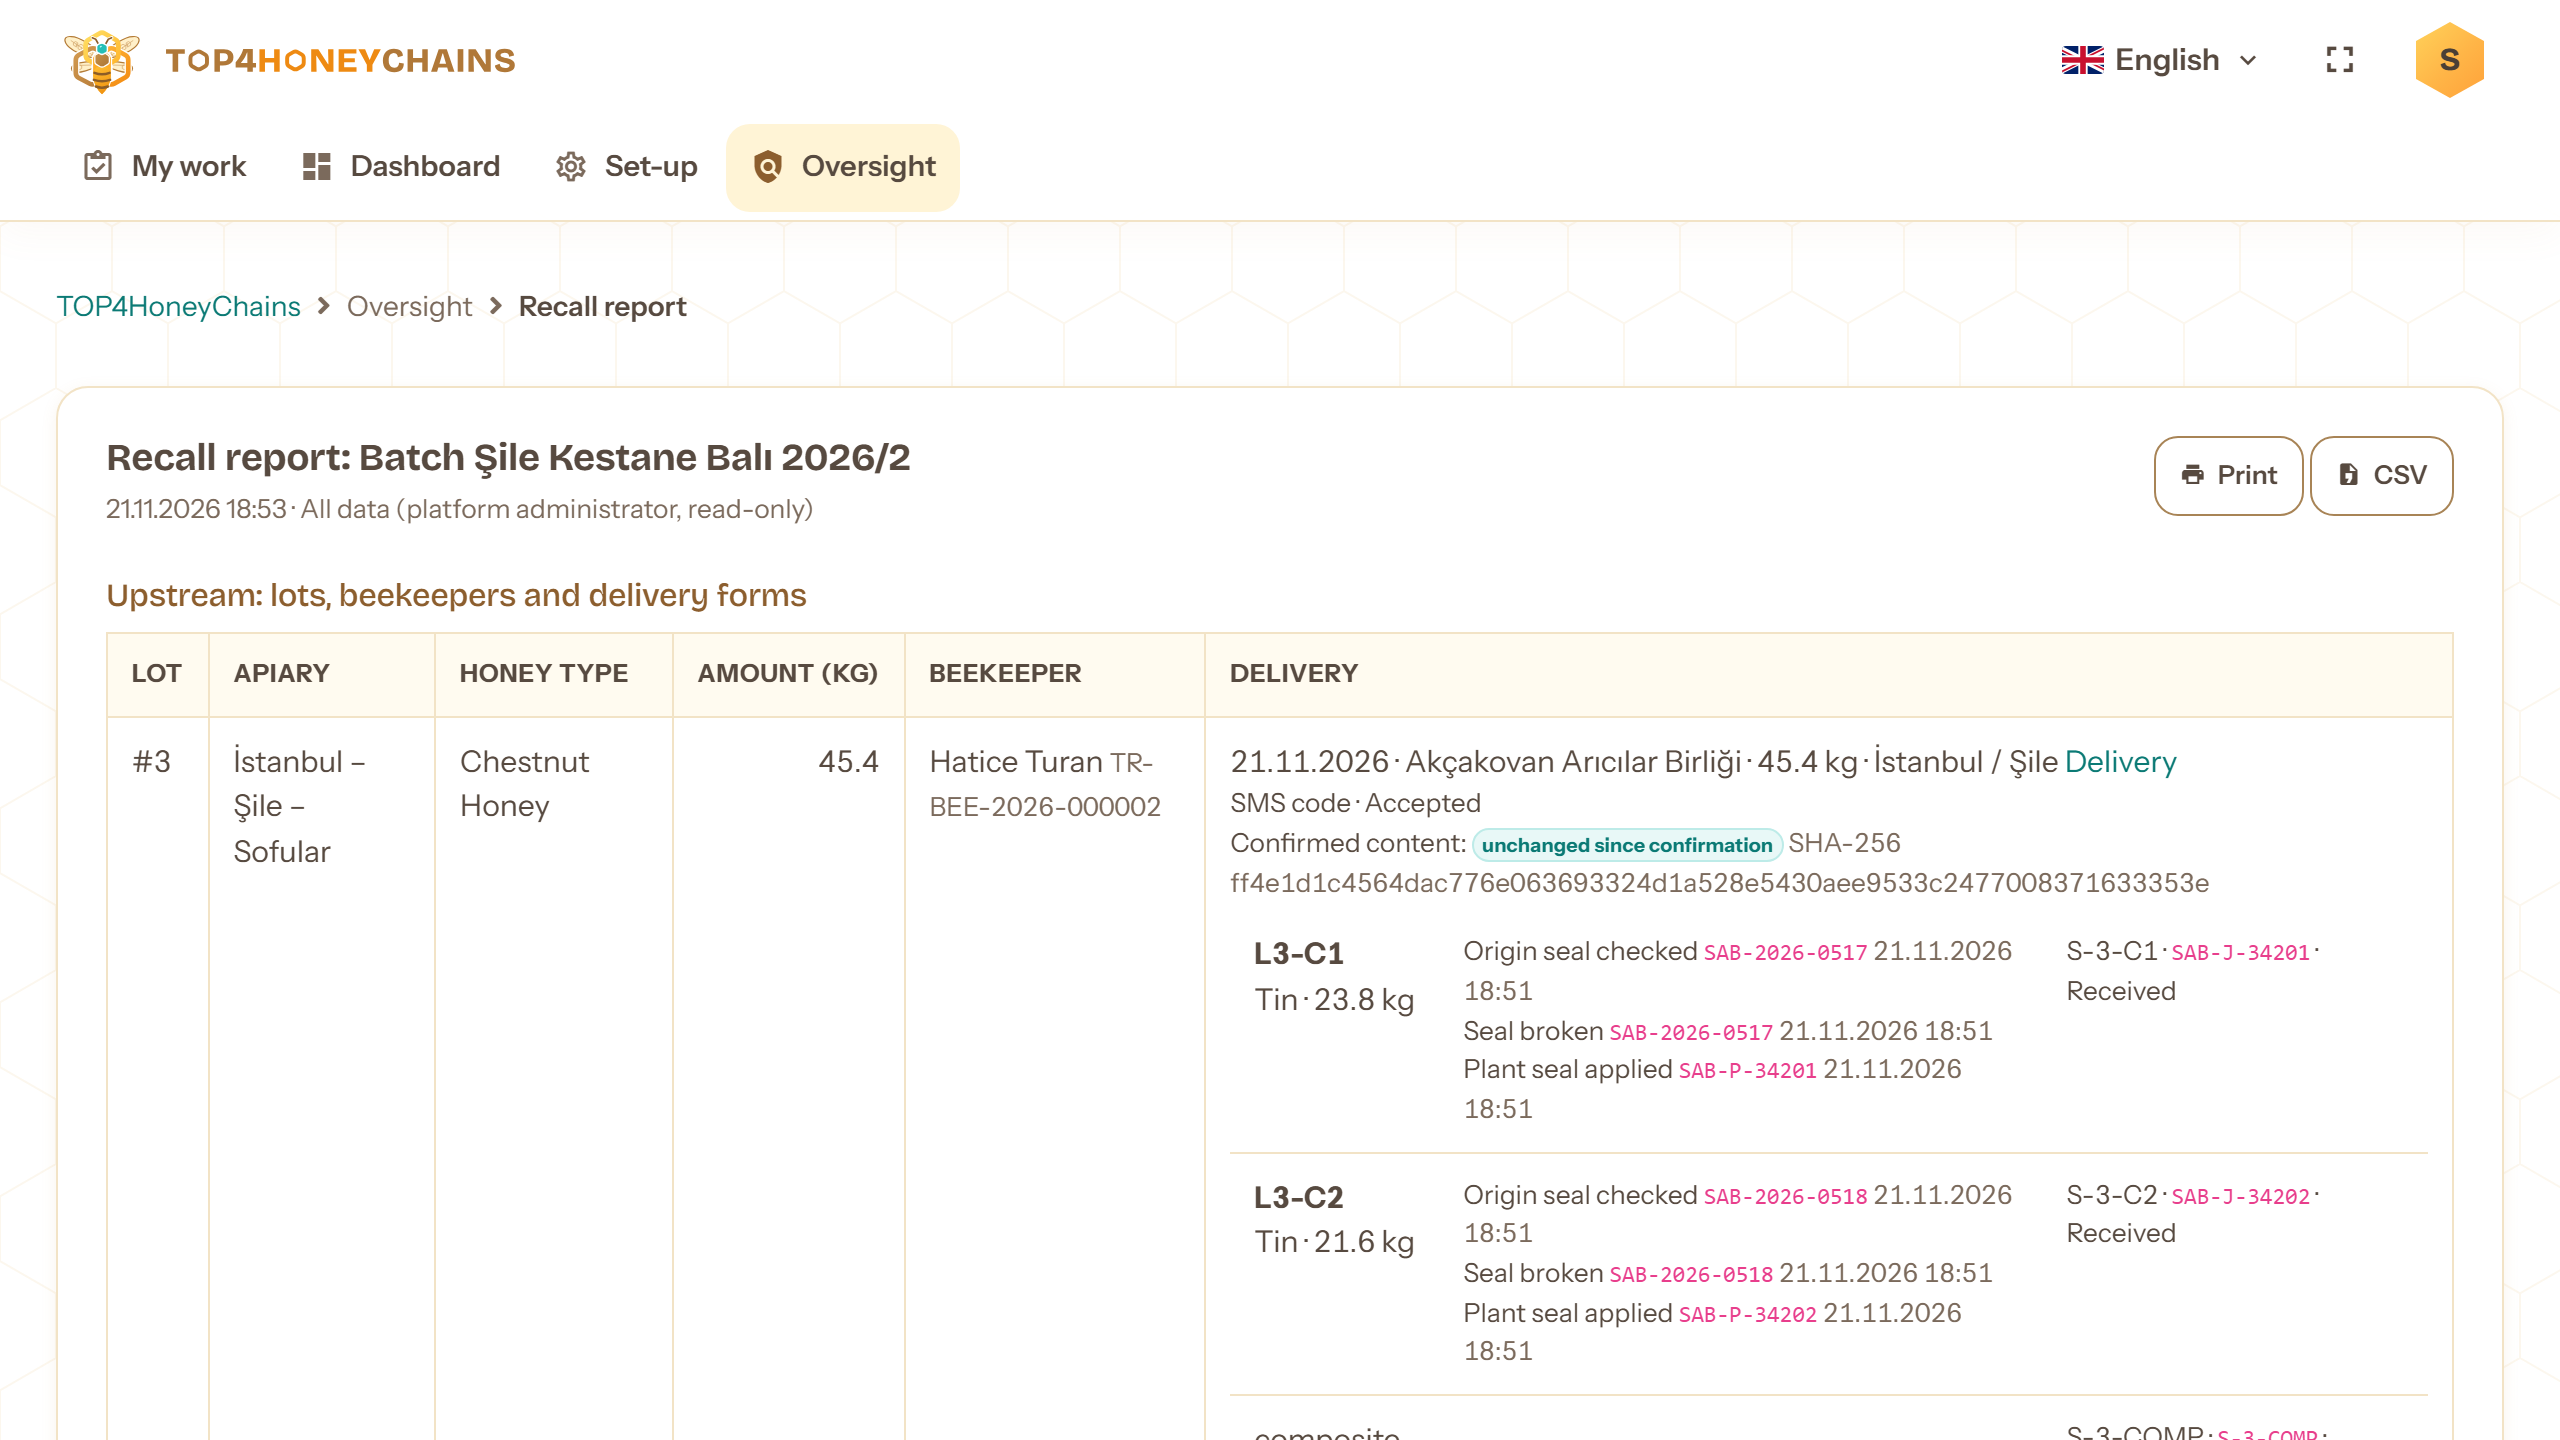 TOP4HONEYCHAINS
English
S
My work
Dashboard
Set-up
Oversight
TOP4HoneyChains > Oversight > Recall report
Recall report: Batch Şile Kestane Balı 2026/2
21.11.2026 18:53 · All data (platform administrator, read-only)
Print
CSV
Upstream: lots, beekeepers and delivery forms
LOT
APIARY
HONEY TYPE
AMOUNT (KG)
BEEKEEPER
DELIVERY
#3
İstanbul –
Şile –
Sofular
Chestnut
Honey
45.4
Hatice Turan TR-
BEE-2026-000002
21.11.2026 · Akçakovan Arıcılar Birliği · 45.4 kg · İstanbul / Şile Delivery
SMS code · Accepted
Confirmed content: unchanged since confirmation SHA-256
ff4e1d1c4564dac776e063693324d1a528e5430aee9533c2477008371633353e
L3-C1
Tin · 23.8 kg
Origin seal checked SAB-2026-0517 21.11.2026
18:51
Seal broken SAB-2026-0517 21.11.2026 18:51
Plant seal applied SAB-P-34201 21.11.2026
18:51
S-3-C1 · SAB-J-34201 ·
Received
L3-C2
Tin · 21.6 kg
Origin seal checked SAB-2026-0518 21.11.2026
18:51
Seal broken SAB-2026-0518 21.11.2026 18:51
Plant seal applied SAB-P-34202 21.11.2026
18:51
S-3-C2 · SAB-J-34202 ·
Received
composite
S-3-COMP · S-3-COMP ·